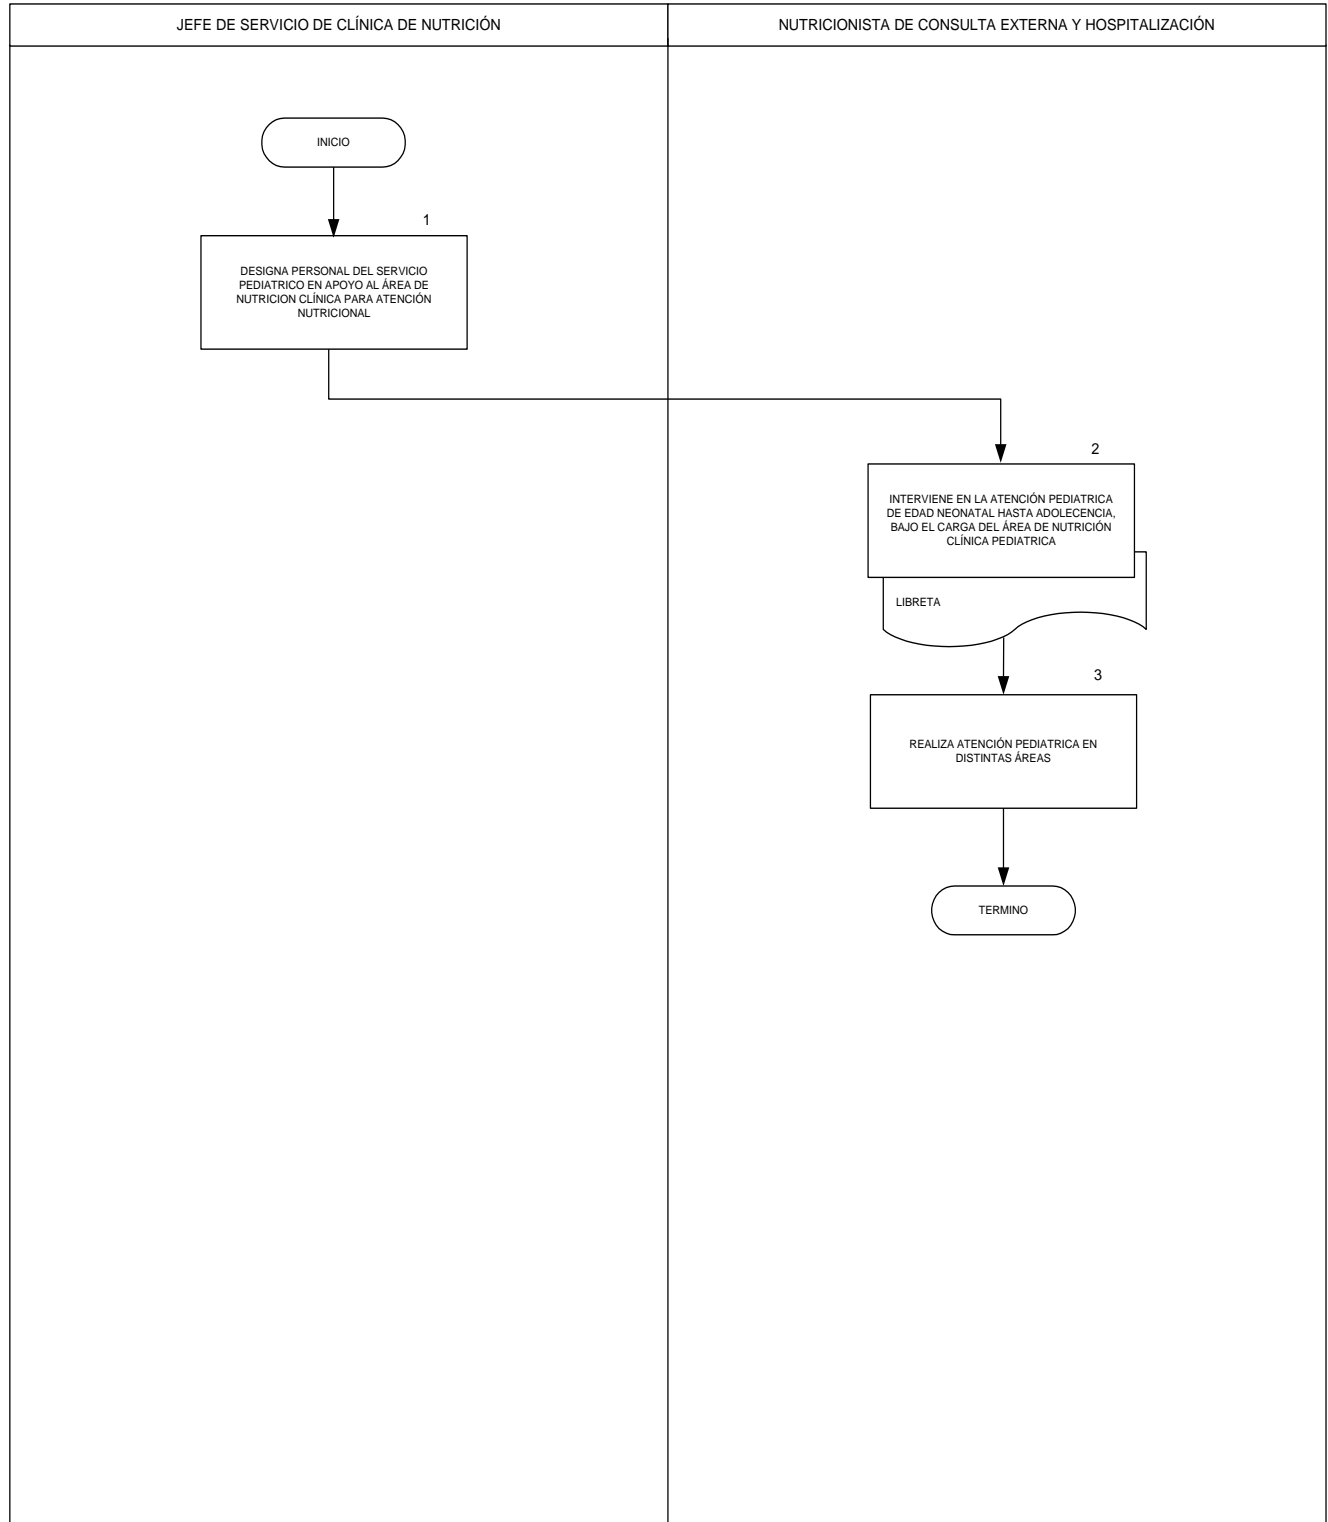 JEFE DE SERVICIO DE CLÍNICA DE NUTRICIÓN
NUTRICIONISTA DE CONSULTA EXTERNA Y HOSPITALIZACIÓN
INICIO
1
DESIGNA PERSONAL DEL SERVICIO
PEDIATRICO EN APOYO AL ÁREA DE
NUTRICION CLÍNICA PARA ATENCIÓN
NUTRICIONAL
2
INTERVIENE EN LA ATENCIÓN PEDIATRICA
DE EDAD NEONATAL HASTA ADOLECENCIA,
BAJO EL CARGA DEL ÁREA DE NUTRICIÓN
CLÍNICA PEDIATRICA
LIBRETA
3
REALIZA ATENCIÓN PEDIATRICA EN
DISTINTAS ÁREAS
TERMINO